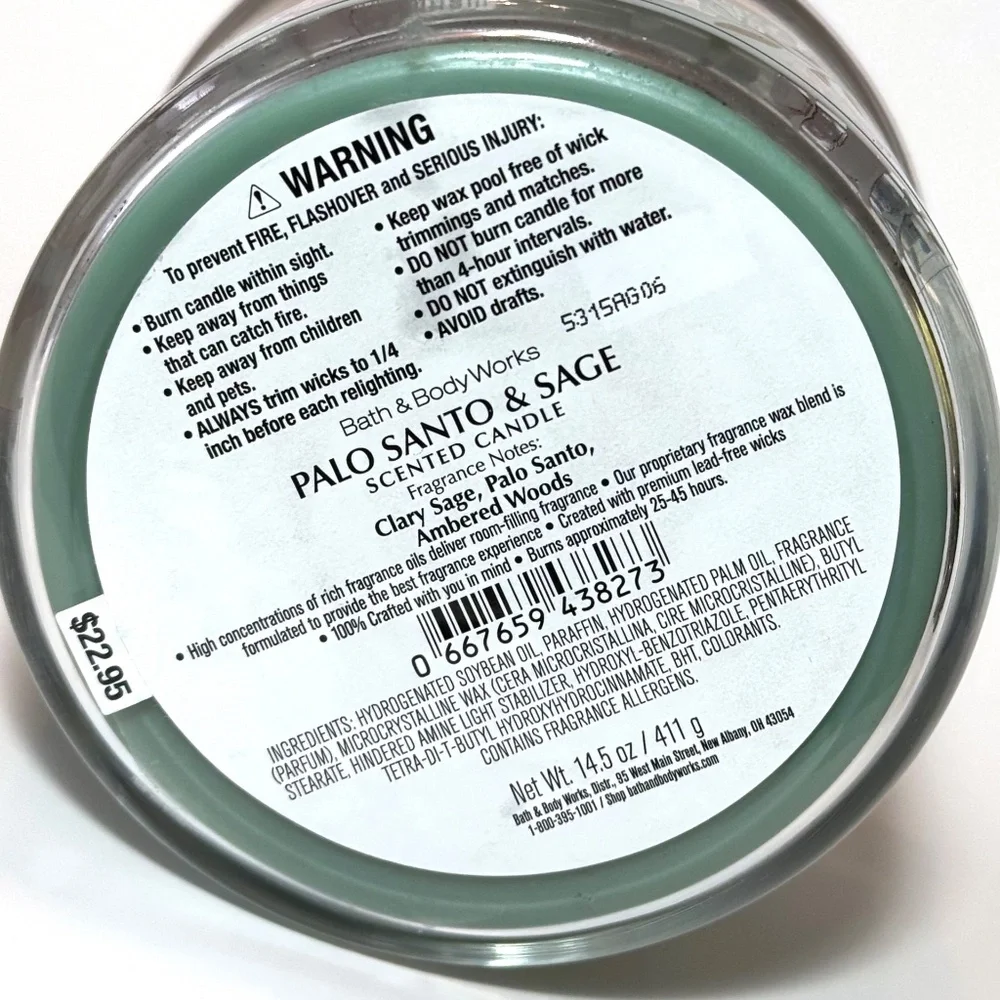 WARNING
To prevent FIRE, FLASHOVER and SERIOUS INJURY:
• Burn candle within sight.
• Keep away from things
that can catch fire.
• Keep away from children
and pets.
• ALWAYS trim wicks to 1/4
inch before each relighting.
• Keep wax pool free of wick
trimmings and matches.
• DO NOT burn candle for more
than 4-hour intervals.
• DO NOT extinguish with water.
• AVOID drafts.
5315AG06
Bath & Body Works
PALO SANTO & SAGE
SCENTED CANDLE
Fragrance Notes:
Clary Sage, Palo Santo,
Ambered Woods
• High concentrations of rich fragrance oils deliver room-filling fragrance • Our proprietary fragrance wax blend is
formulated to provide the best fragrance experience • Created with premium lead-free wicks
• 100% Crafted with you in mind • Burns approximately 25-45 hours.
0 667659 438273
INGREDIENTS: HYDROGENATED SOYBEAN OIL, PARAFFIN, HYDROGENATED PALM OIL, FRAGRANCE
(PARFUM), MICROCRYSTALLINE WAX (CERA MICROCRISTALLINA, CIRE MICROCRISTALLINE), BUTYL
STEARATE, HINDERED AMINE LIGHT STABILIZER, HYDROXYL-BENZOTRIAZOLE, PENTAERYTHRITYL
TETRA-DI-T-BUTYL HYDROXYHYDROCINNAMATE, BHT, COLORANTS.
CONTAINS FRAGRANCE ALLERGENS.
Net Wt. 14.5 oz / 411 g
Bath & Body Works, Distr., 95 West Main Street, New Albany, OH 43054
1-800-395-1001 / Shop bathandbodyworks.com
$22.95